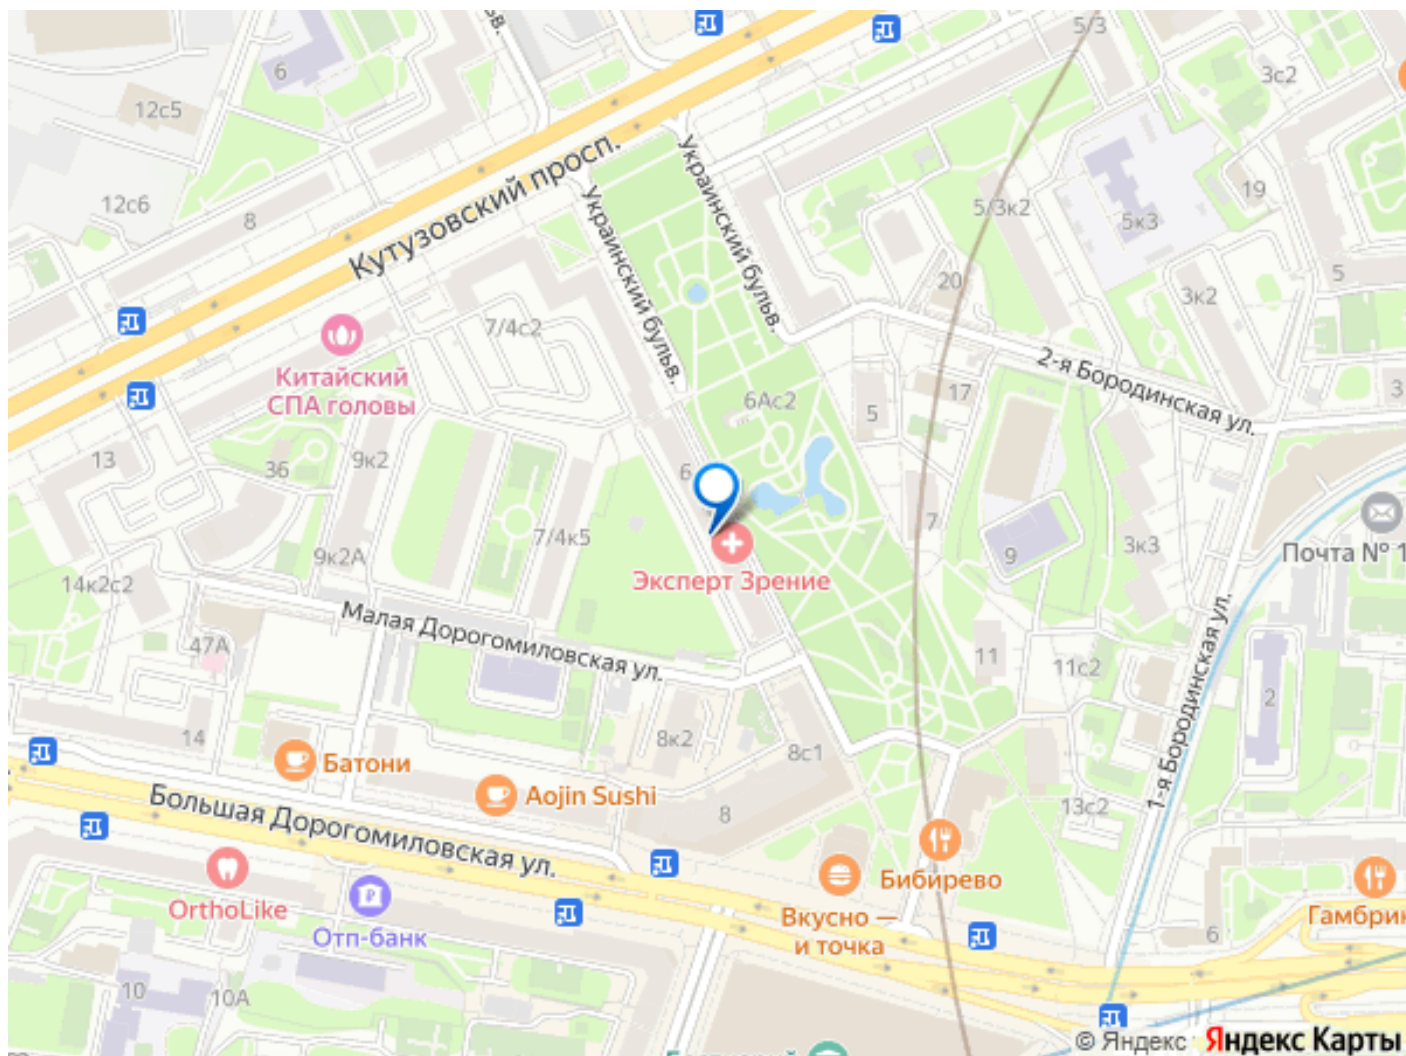 5/3
6
3с2
12с5
Кутузовский просп.
Украинский бульв.
Украинский бульв.
19
12с6
8
5/3к2
5к3
20
5
3к2
7/4с2
2-я Бородинская ул.
Китайский
СПА головы
6Ас2
5
17
3
13
36
9к2
6
7
9
3к3
Почта № 1
7/4к5
9к2А
14к2с2
Эксперт Зрение
Малая Дорогомиловская ул.
47А
11
11с2
2
1-я Бородинская ул.
14
8к2
8с1
Батони
Aojin Sushi
8
13с2
Большая Дорогомиловская ул.
Бибирево
OrthoLike
Отп-банк
Вкусно —
и точка
Гамбрин
6
10
10А
© Яндекс Яндекс Карты